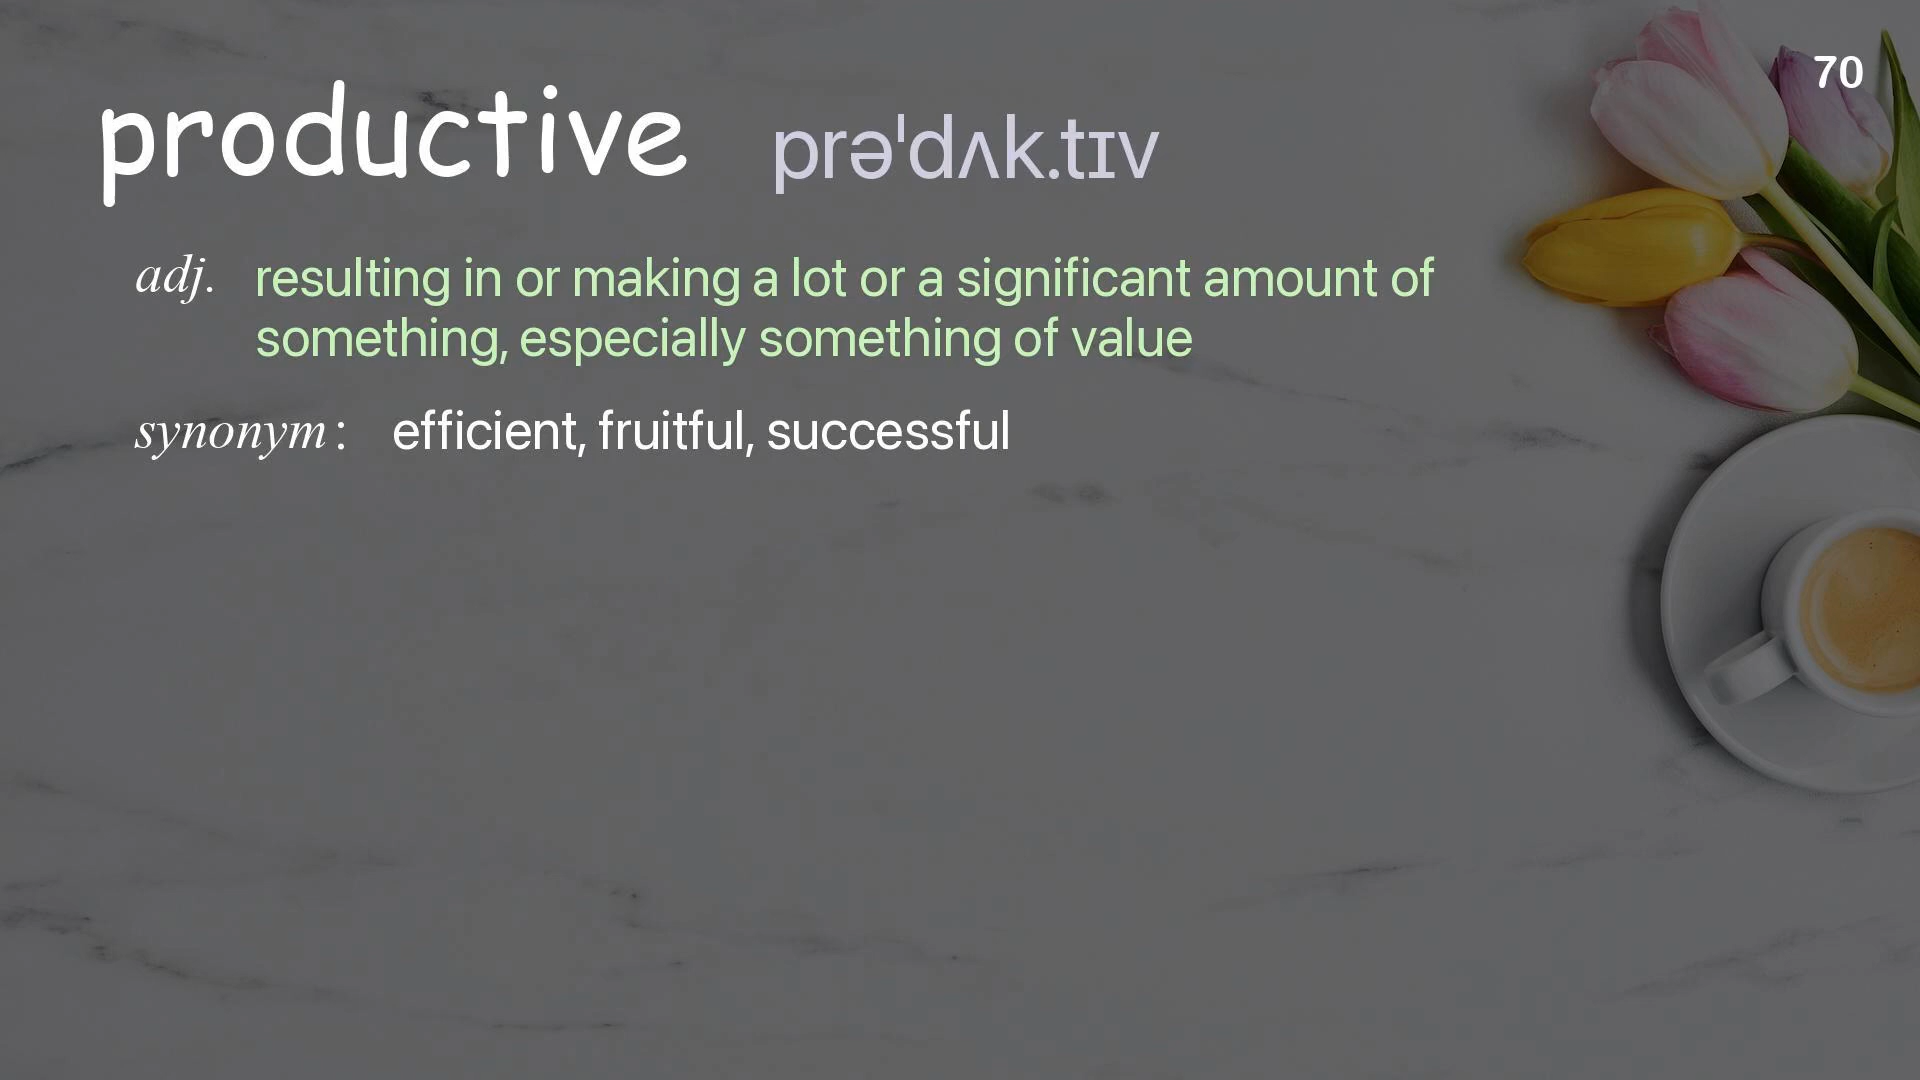 70
productive prəˈdʌk.tɪv
adj. resulting in or making a lot or a significant amount of
something, especially something of value
synonym: efficient, fruitful, successful